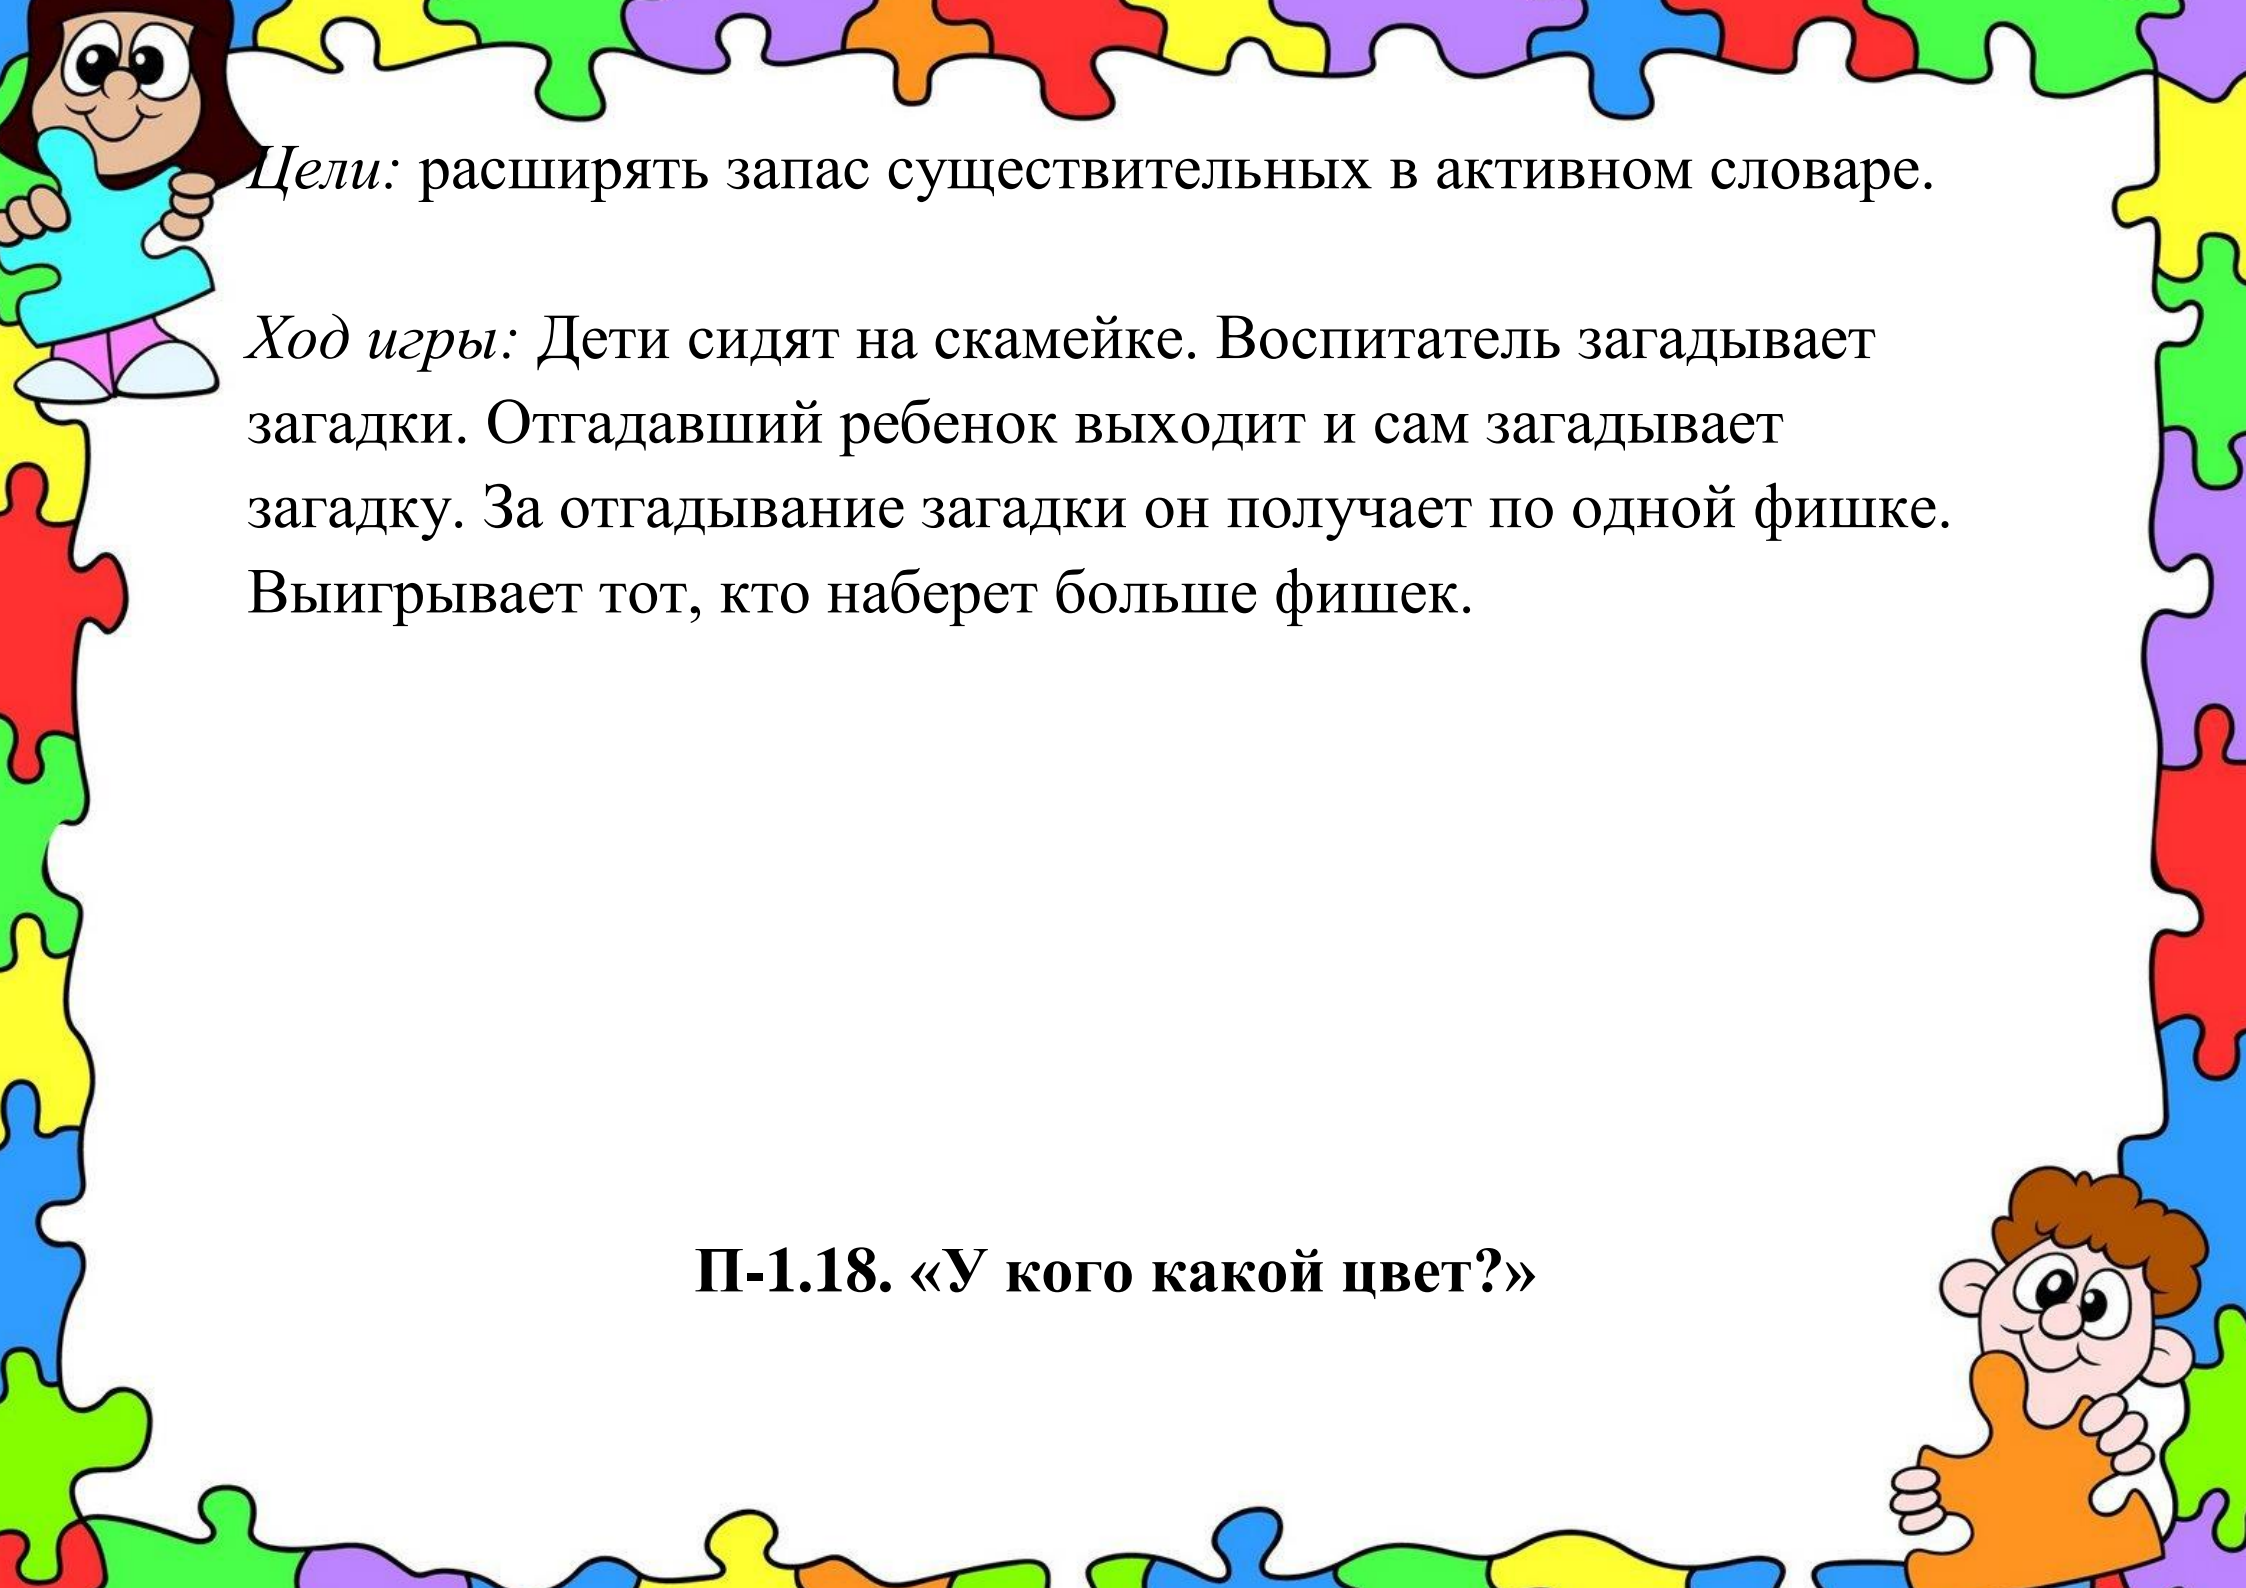 Цели: расширять запас существительных в активном словаре.
Ход игры: Дети сидят на скамейке. Воспитатель загадывает
загадки. Отгадавший ребенок выходит и сам загадывает
загадку. За отгадывание загадки он получает по одной фишке.
Выигрывает тот, кто наберет больше фишек.
П-1.18. «У кого какой цвет?»